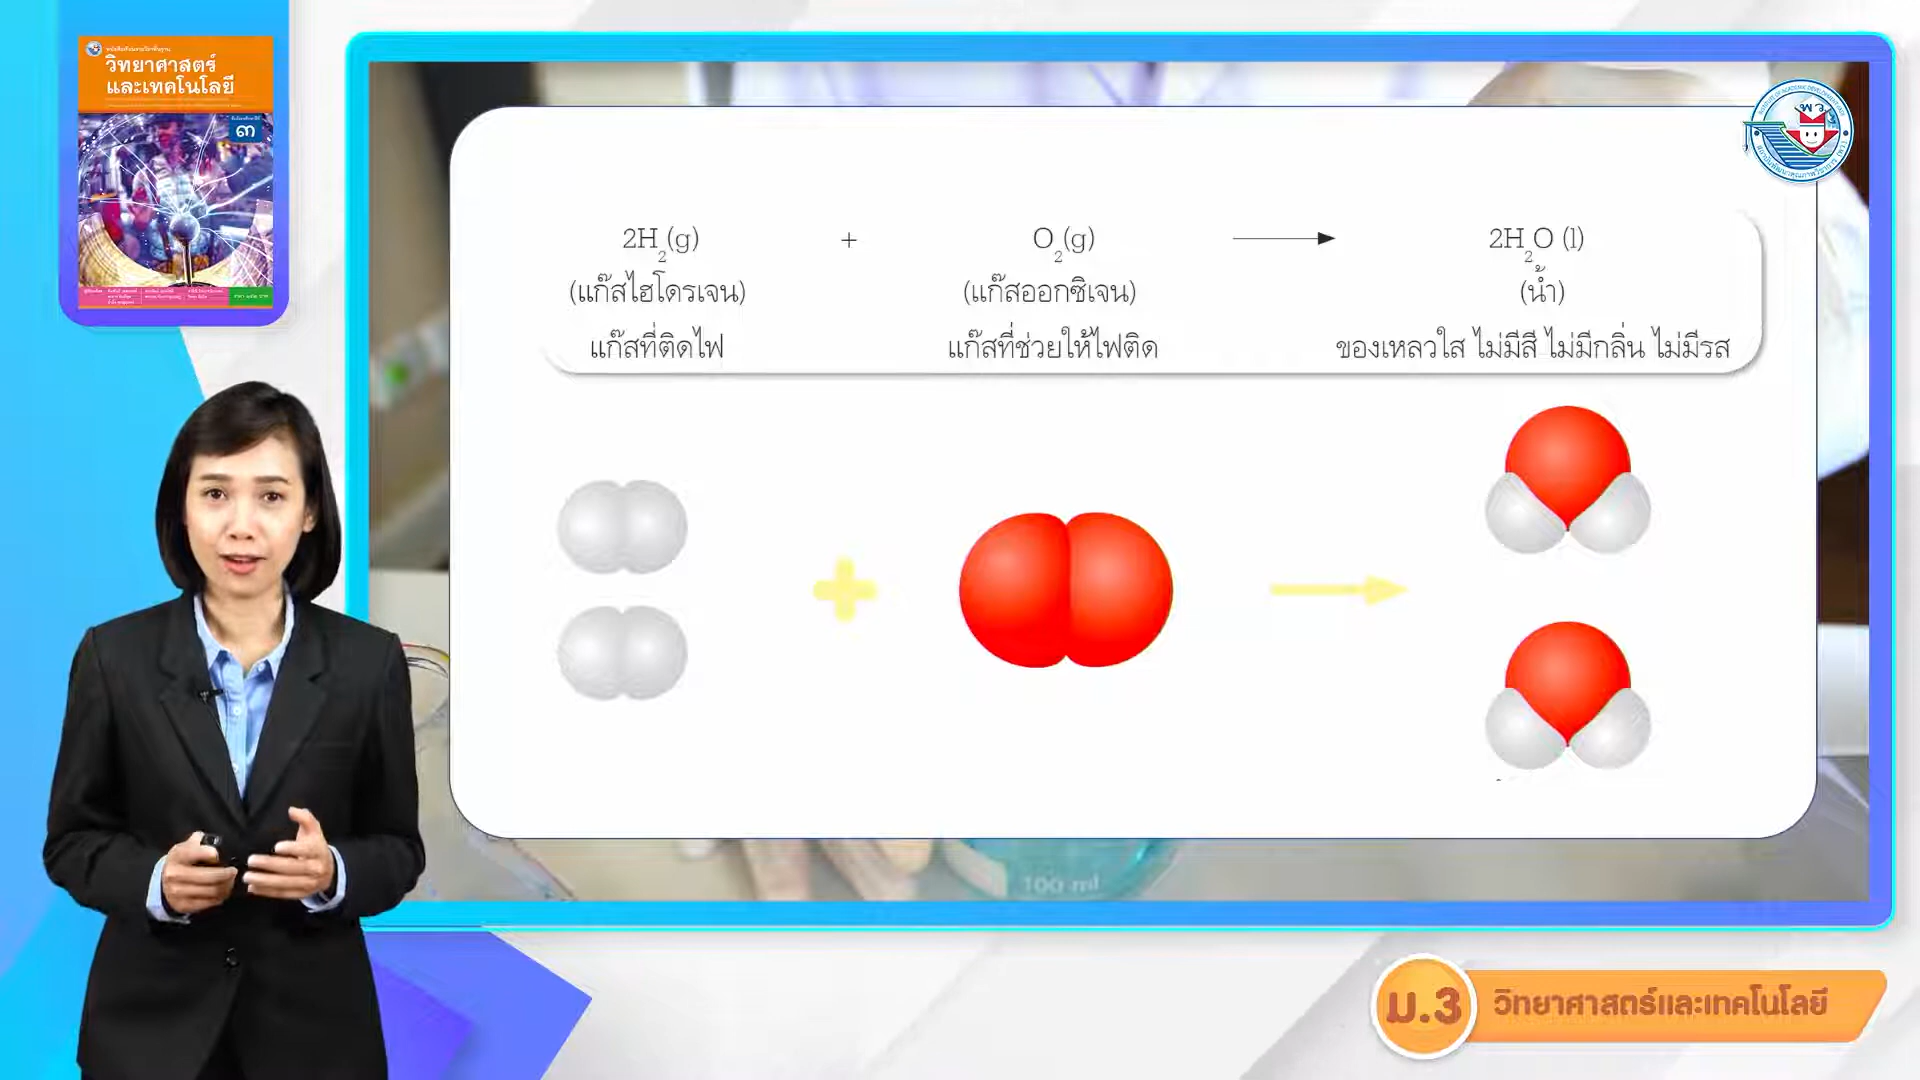 วิทยาศาสตร์
และเทคโนโลยี
๓
พว.
2H₂(g) + O₂(g) → 2H₂O (l)
(แก๊สไฮโดรเจน) (แก๊สออกซิเจน) (น้ำ)
แก๊สที่ติดไฟ แก๊สที่ช่วยให้ไฟติด ของเหลวใส ไม่มีสี ไม่มีกลิ่น ไม่มีรส
100 ml
ม.3 วิทยาศาสตร์และเทคโนโลยี